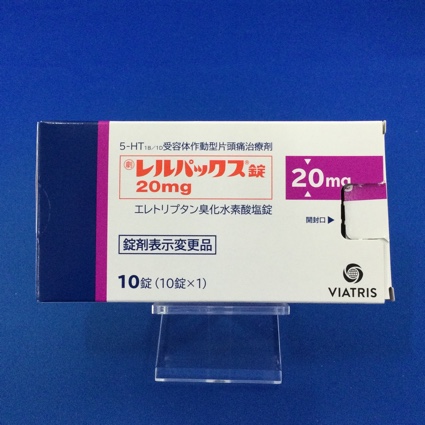 5-HT1B/1D受容体作動型片頭痛治療剤
劇 レルパックス®錠
20mg
20mg
エレトリプタン臭化水素酸塩錠
開封口▶
錠剤表示変更品
10錠(10錠×1)
VIATRIS